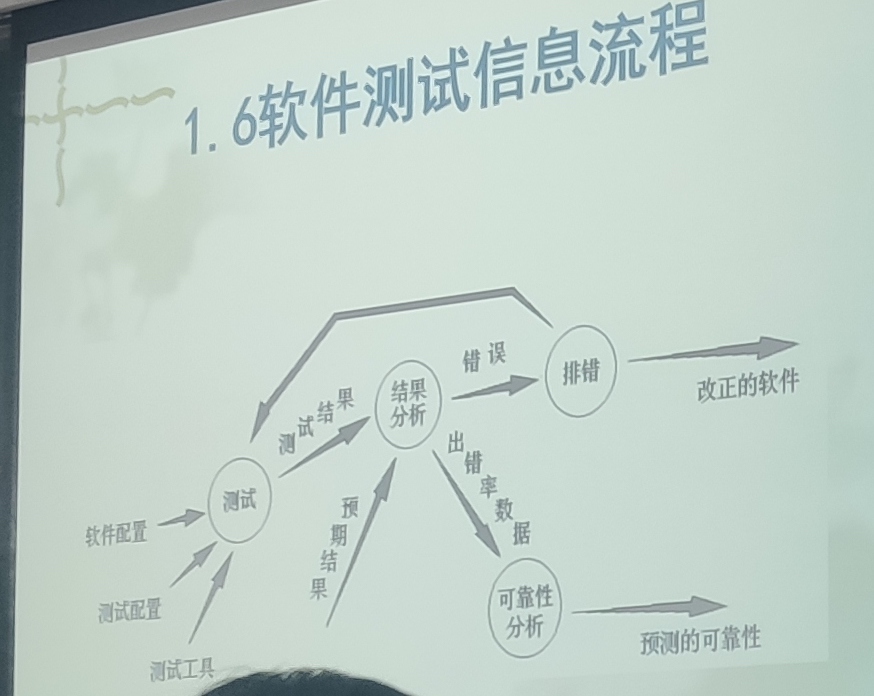 1.6软件测试信息流程
错误
排错
改正的软件
测试结果
结果
分析
出错率数据
测试
预期结果
软件配置
测试配置
测试工具
可靠性
分析
预测的可靠性